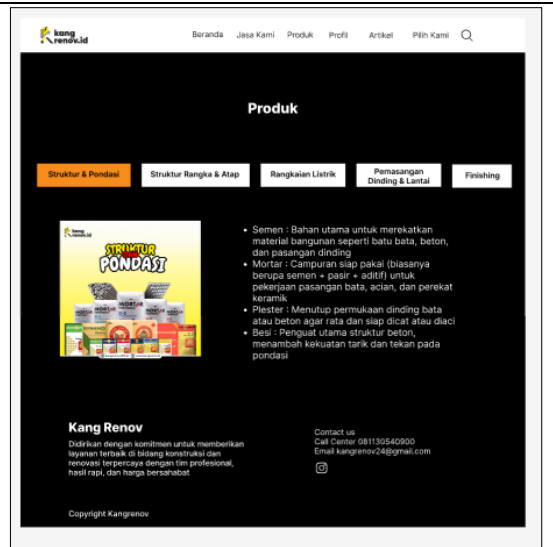 kang
renov.id
Beranda Jasa Kami Produk Profil Artikel Pilih Kami
Produk
Struktur & Pondasi
Struktur Rangka & Atap
Rangkaian Listrik
Pemasangan
Dinding & Lantai
Finishing
kang
renov.id
STRUKTUR
DAN
PONDASI
MORTAR
MORTAR
MORTAR
MORTAR
• Semen : Bahan utama untuk merekatkan
material bangunan seperti batu bata, beton,
dan pasangan dinding
• Mortar : Campuran siap pakai (biasanya
berupa semen + pasir + aditif) untuk
pekerjaan pasangan bata, acian, dan perekat
keramik
• Plester : Menutup permukaan dinding bata
atau beton agar rata dan siap dicat atau diaci
• Besi : Penguat utama struktur beton,
menambah kekuatan tarik dan tekan pada
pondasi
Kang Renov
Didirikan dengan komitmen untuk memberikan
layanan terbaik di bidang konstruksi dan
renovasi terpercaya dengan tim profesional,
hasil rapi, dan harga bersahabat
Contact us
Call Center 081130540900
Email kangrenov24@gmail.com
Copyright Kangrenov